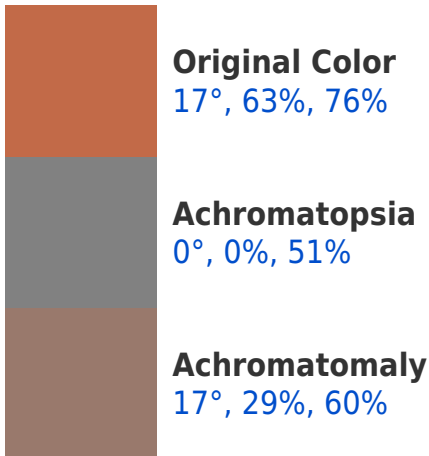 Original Color
17°, 63%, 76%
Achromatopsia
0°, 0%, 51%
Achromatomaly
17°, 29%, 60%